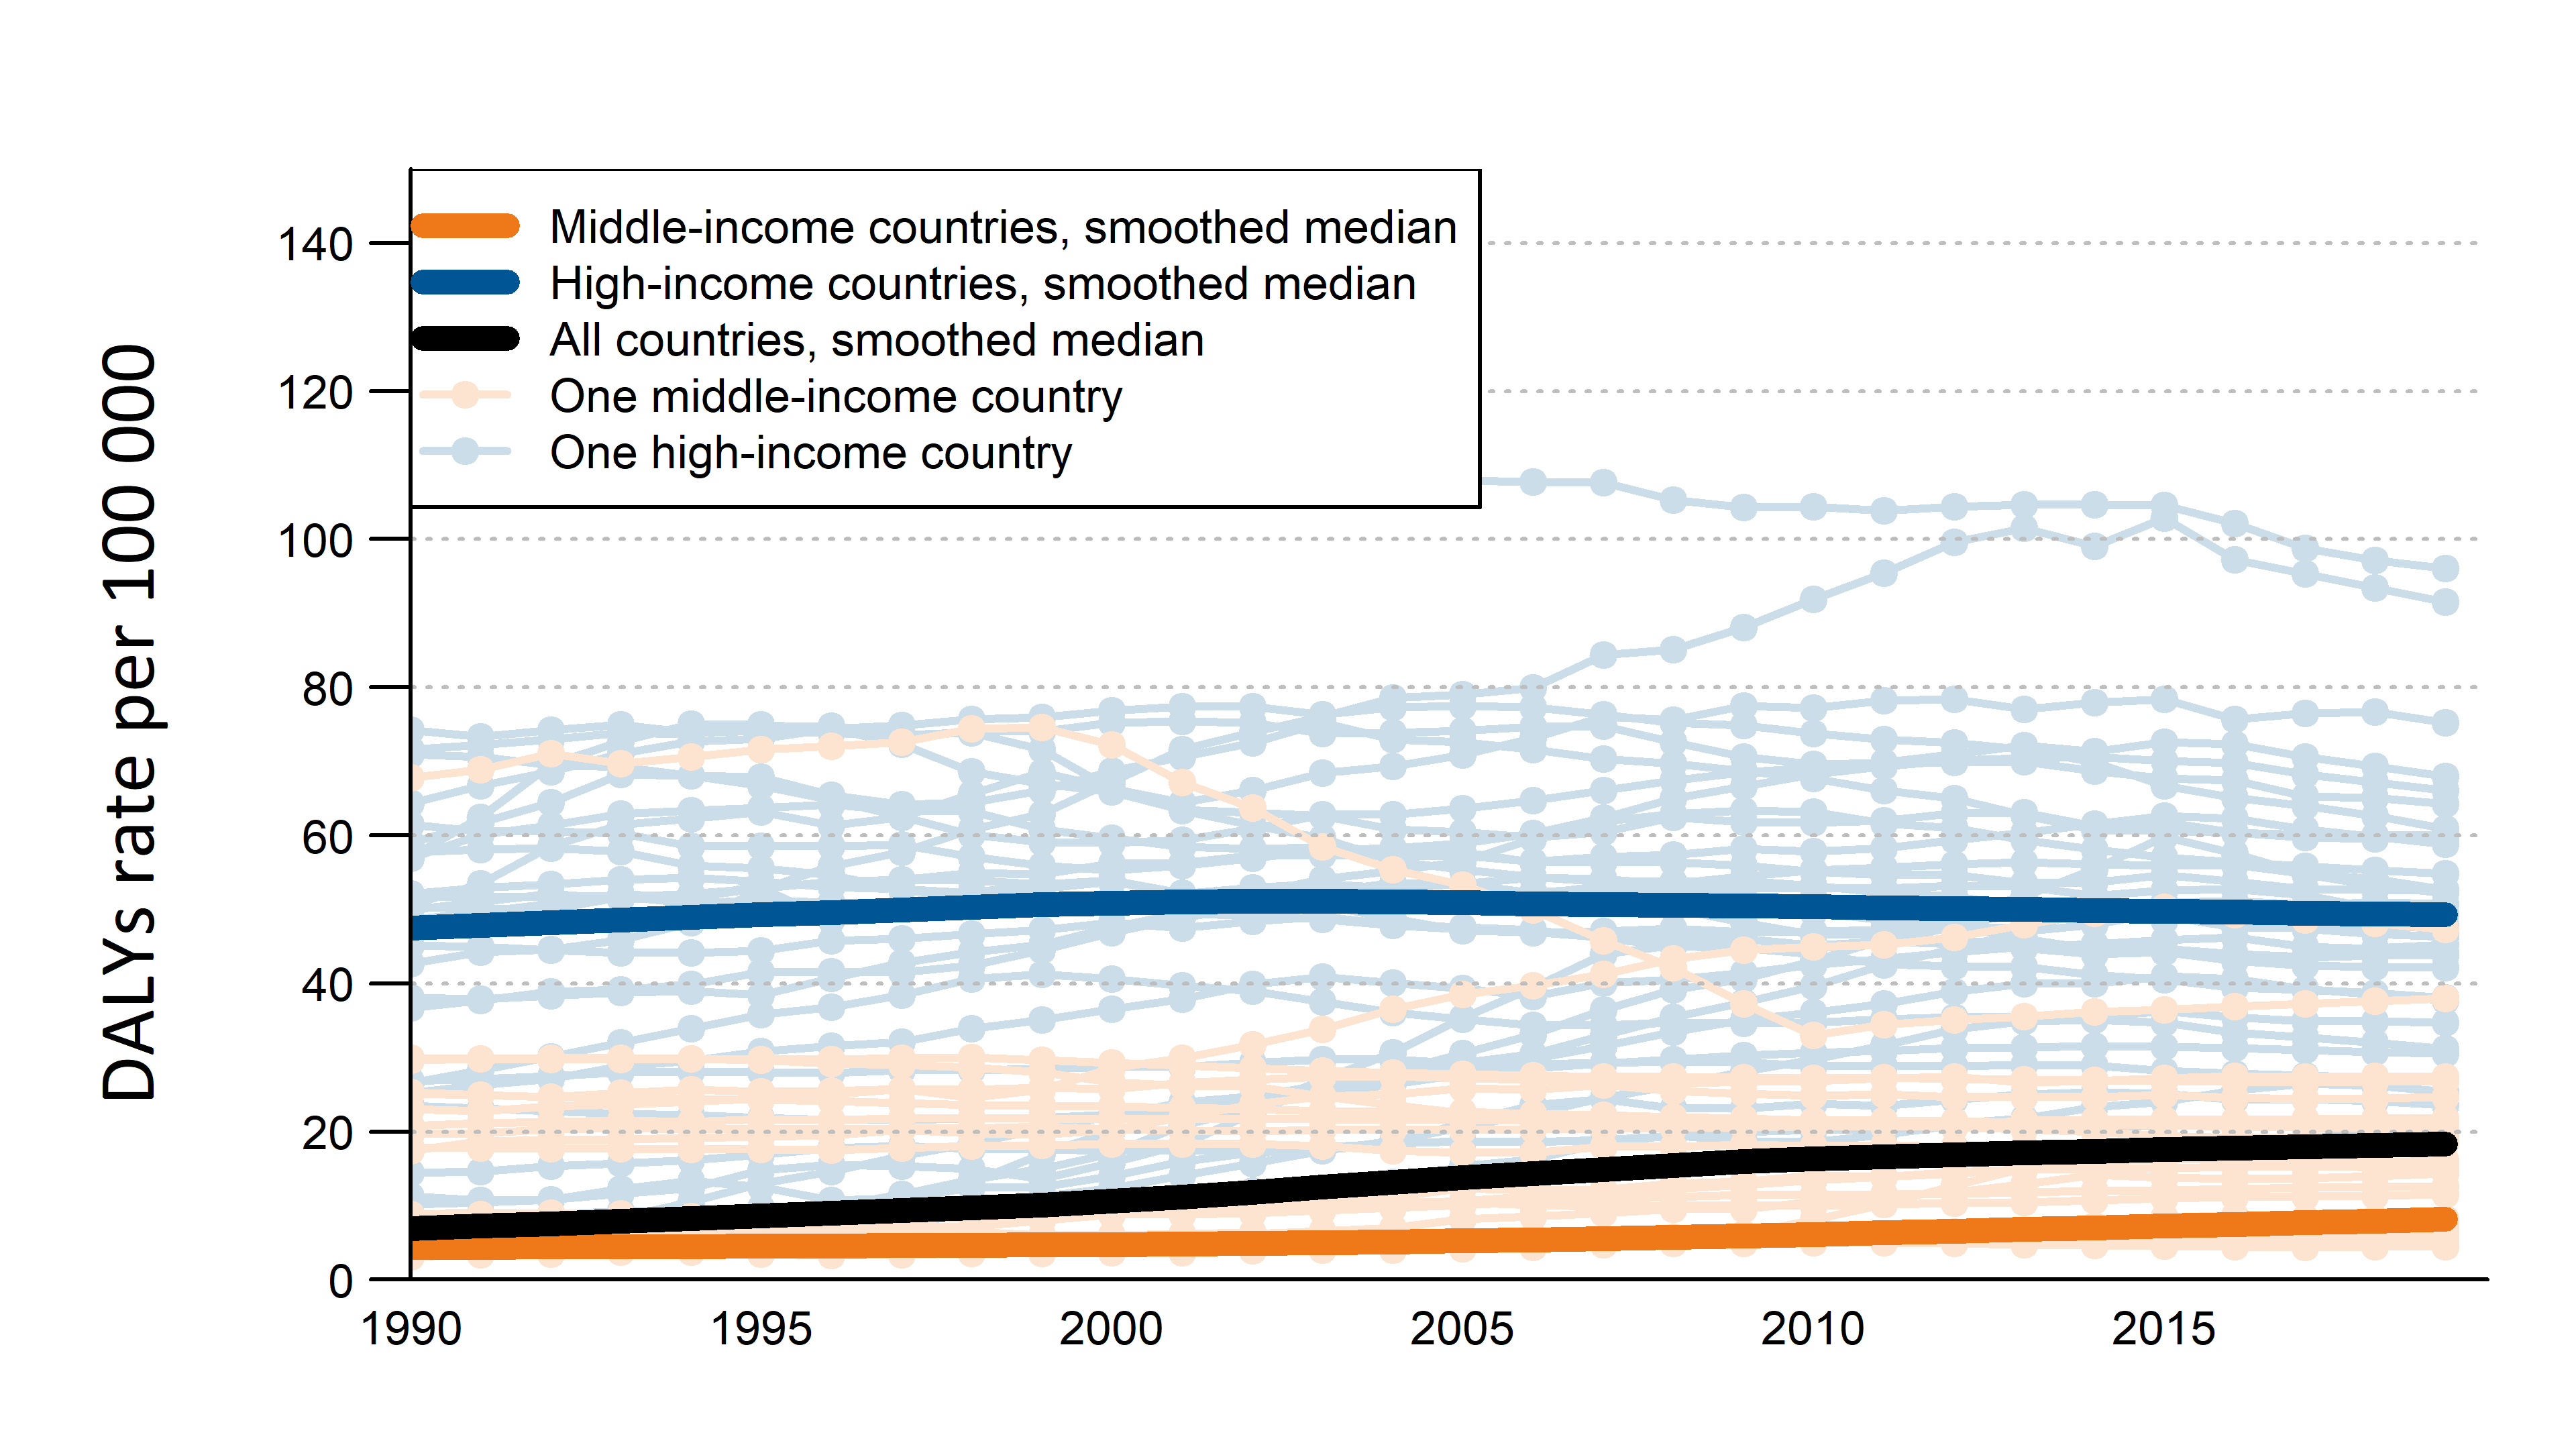 Middle-income countries, smoothed median
High-income countries, smoothed median
All countries, smoothed median
One middle-income country
One high-income country
DALYs rate per 100 000
140
120
100
80
60
40
20
0
1990 1995 2000 2005 2010 2015